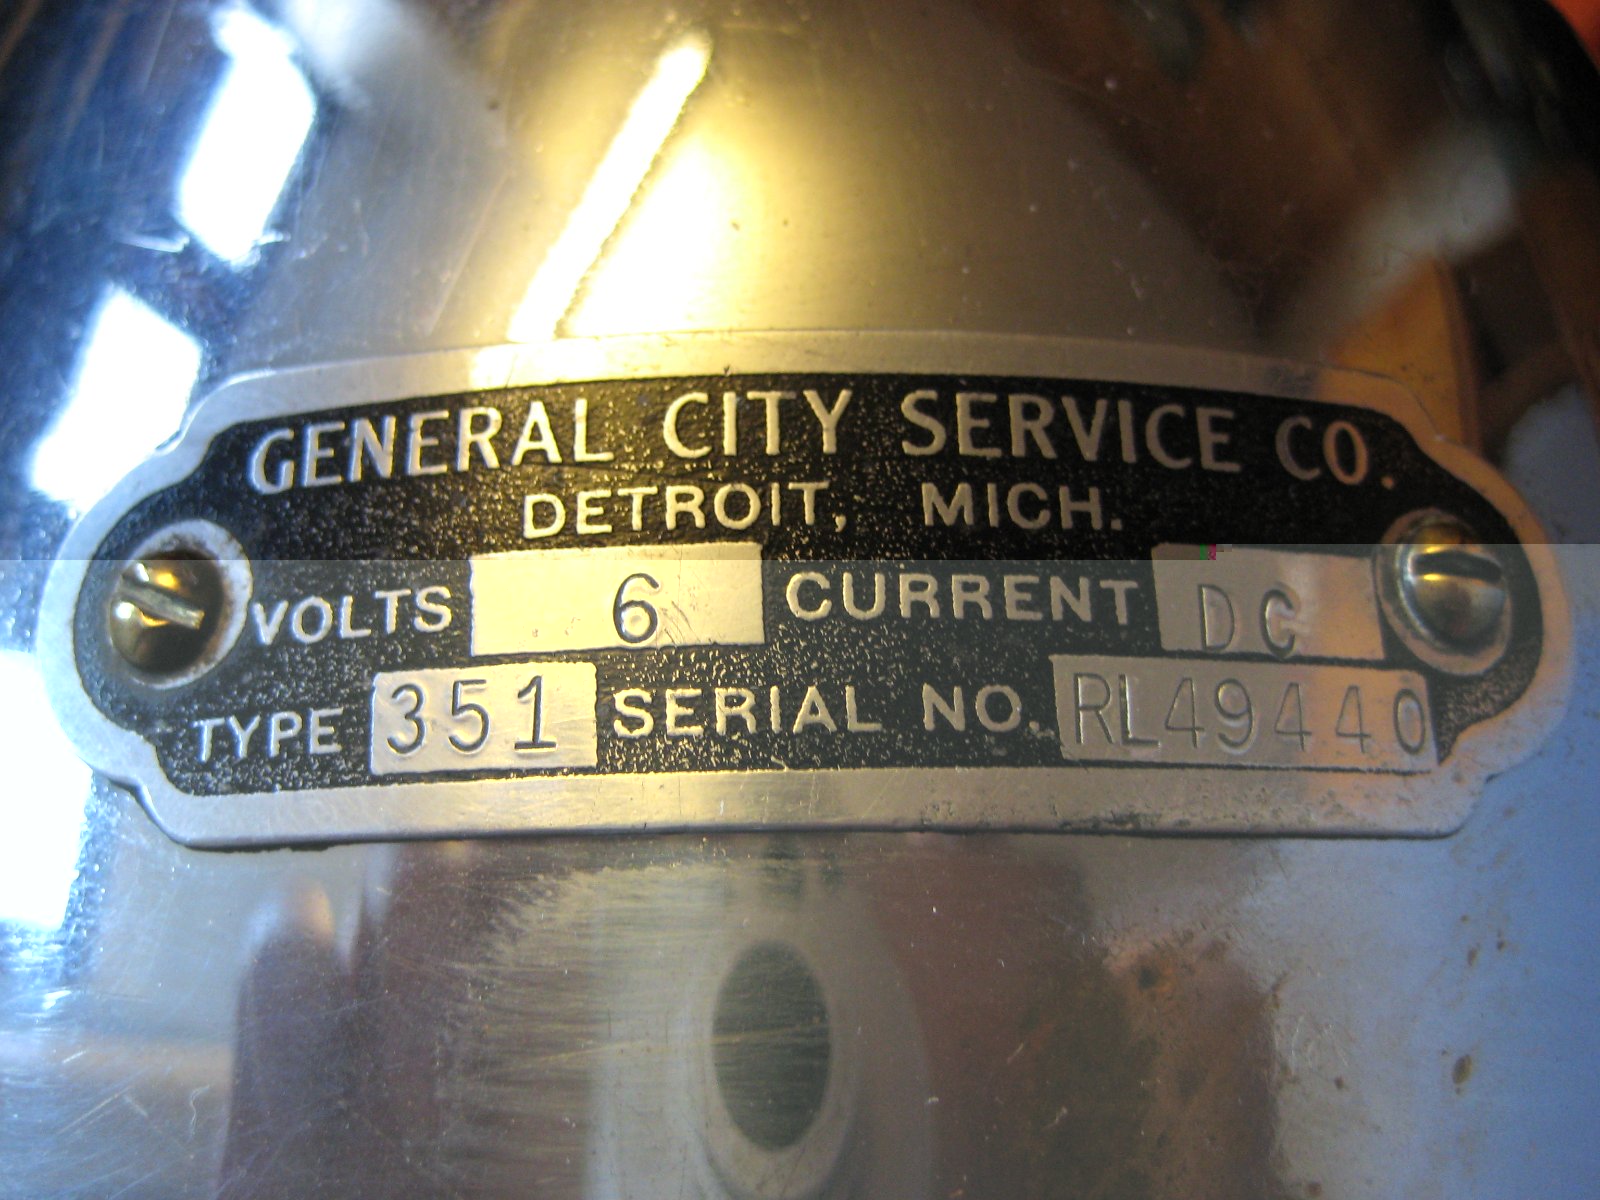 GENERAL CITY SERVICE CO.
DETROIT, MICH.
VOLTS 6 CURRENT DC
TYPE 351 SERIAL NO. RL49440